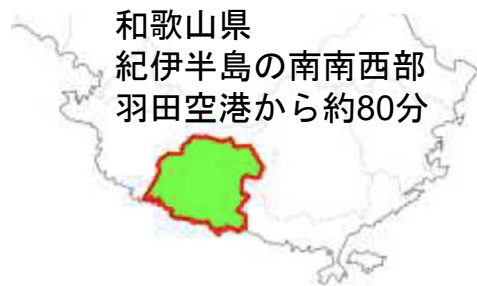 和歌山県
紀伊半島の南南西部
羽田空港から約80分